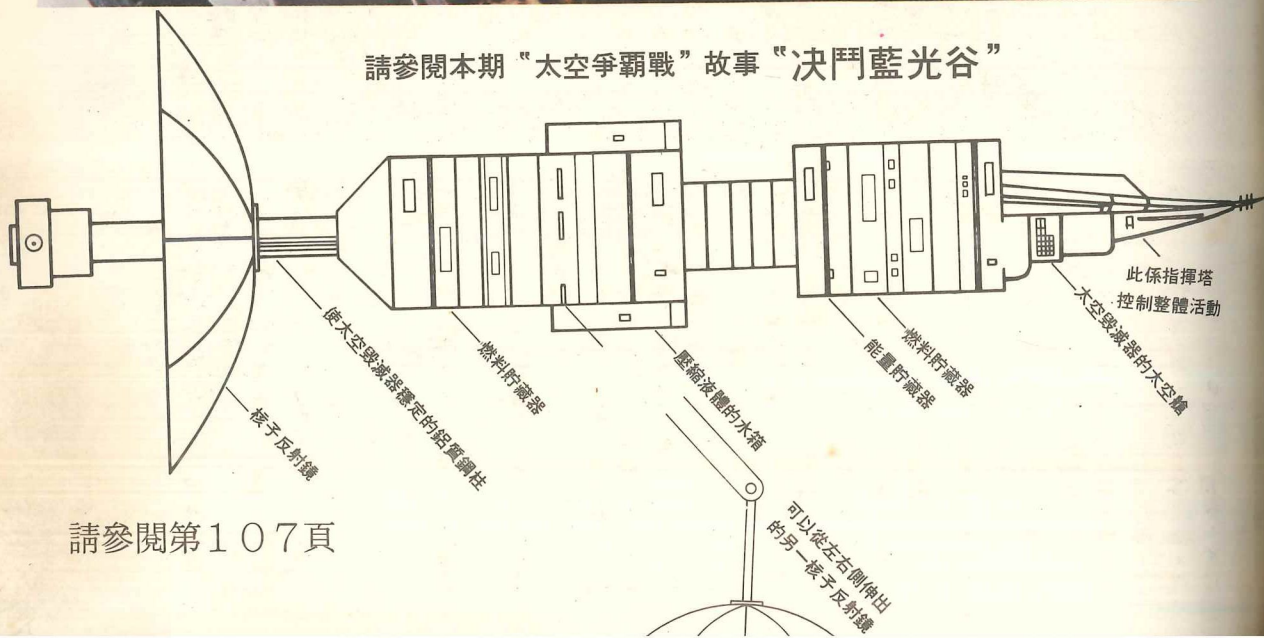 請參閱本期“太空爭霸戰”故事“決鬥藍光谷”
此係指揮塔
控制整體活動
太空毀滅器的太空艙
燃料貯藏器
能量貯藏器
壓縮液體的水箱
燃料貯藏器
使太空毀滅器穩定的鋁質鋼柱
核子反射鏡
可以從左右側伸出
的另一核子反射鏡
請參閱第107頁